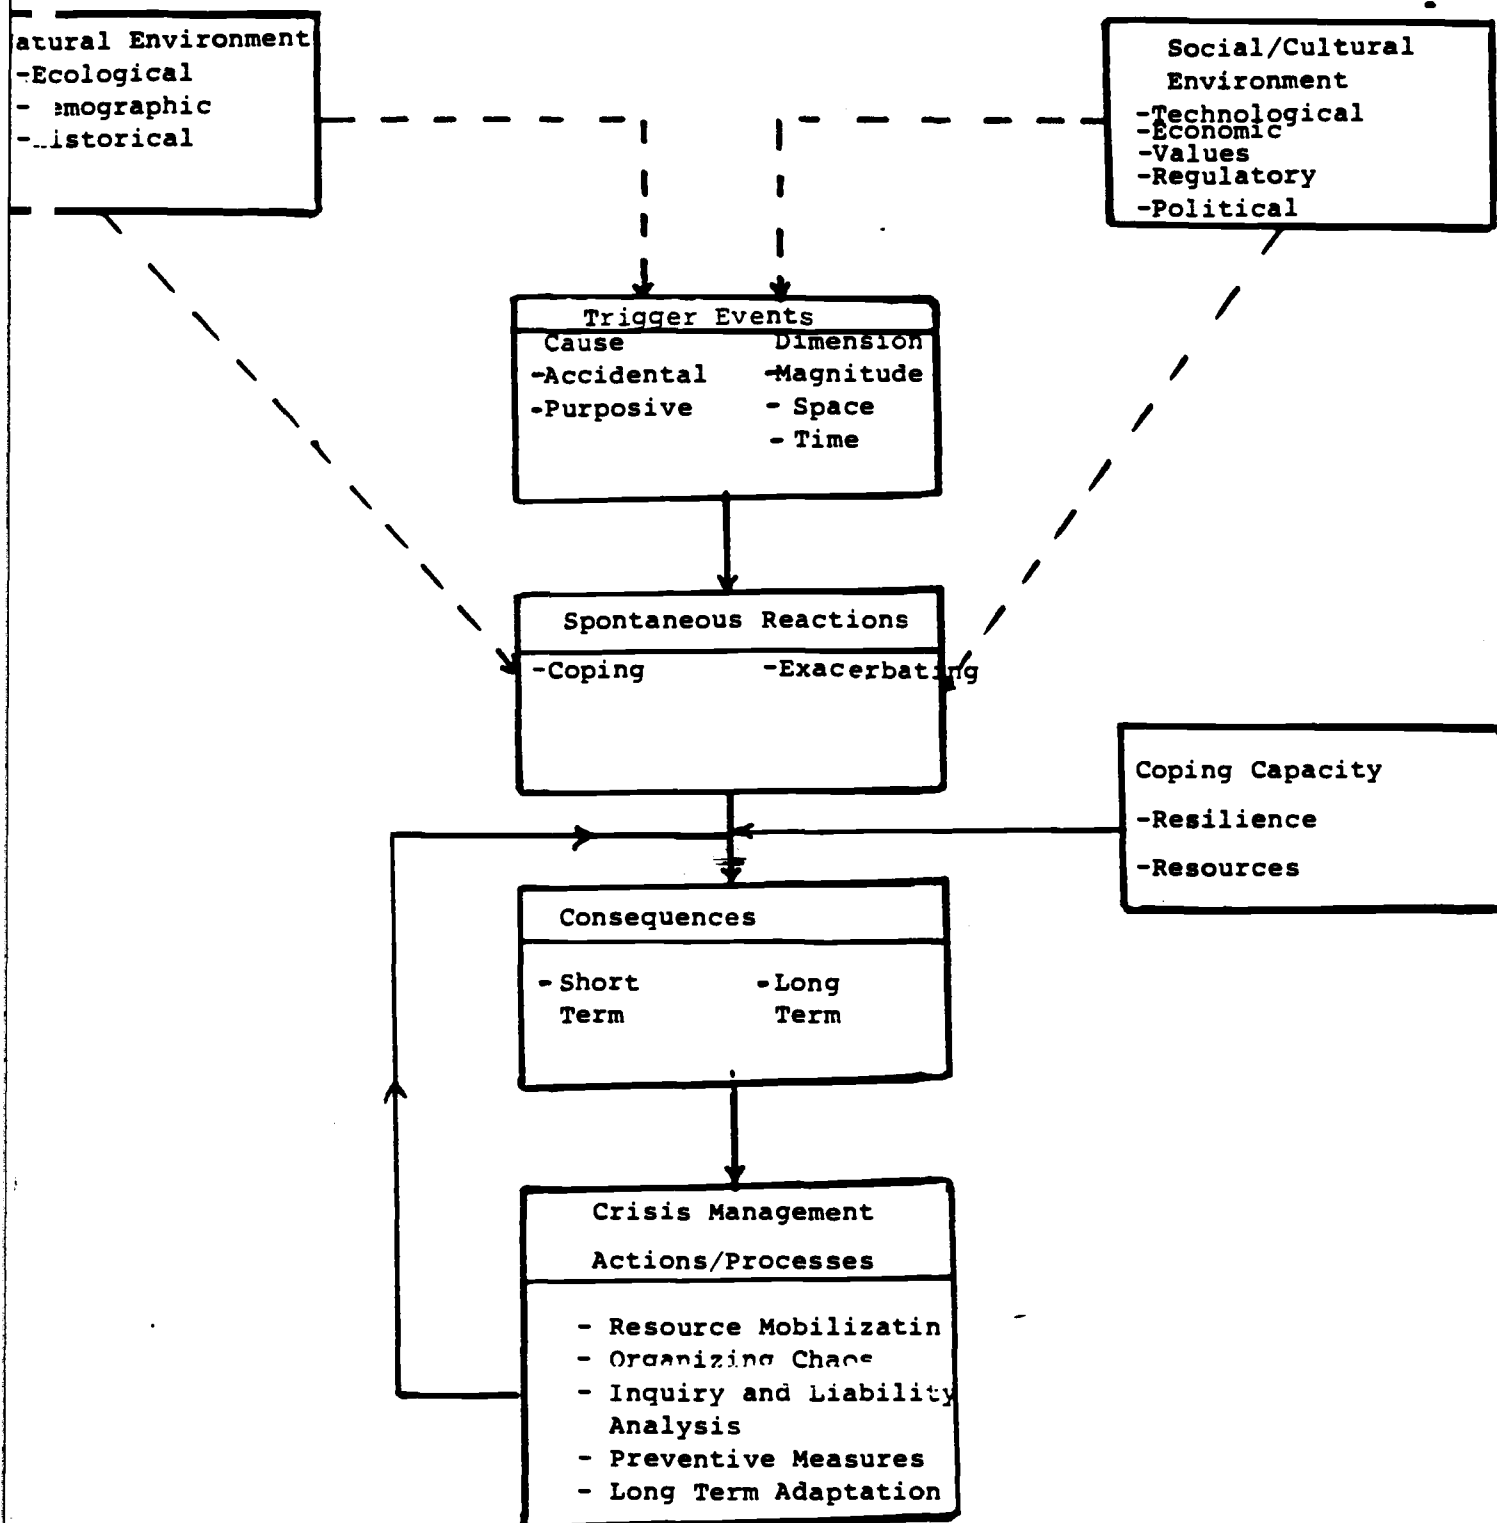 atural Environment
-Ecological
- emographic
- istorical
Social/Cultural
Environment
-Technological
-Economic
-Values
-Regulatory
-Political
Trigger Events
Cause
-Accidental
-Purposive
Dimension
-Magnitude
- Space
- Time
Spontaneous Reactions
-Coping
-Exacerbating
Coping Capacity
-Resilience
-Resources
Consequences
- Short
Term
-Long
Term
Crisis Management
Actions/Processes
- Resource Mobilizatin
- Organizing Chaos
- Inquiry and Liability
Analysis
- Preventive Measures
- Long Term Adaptation